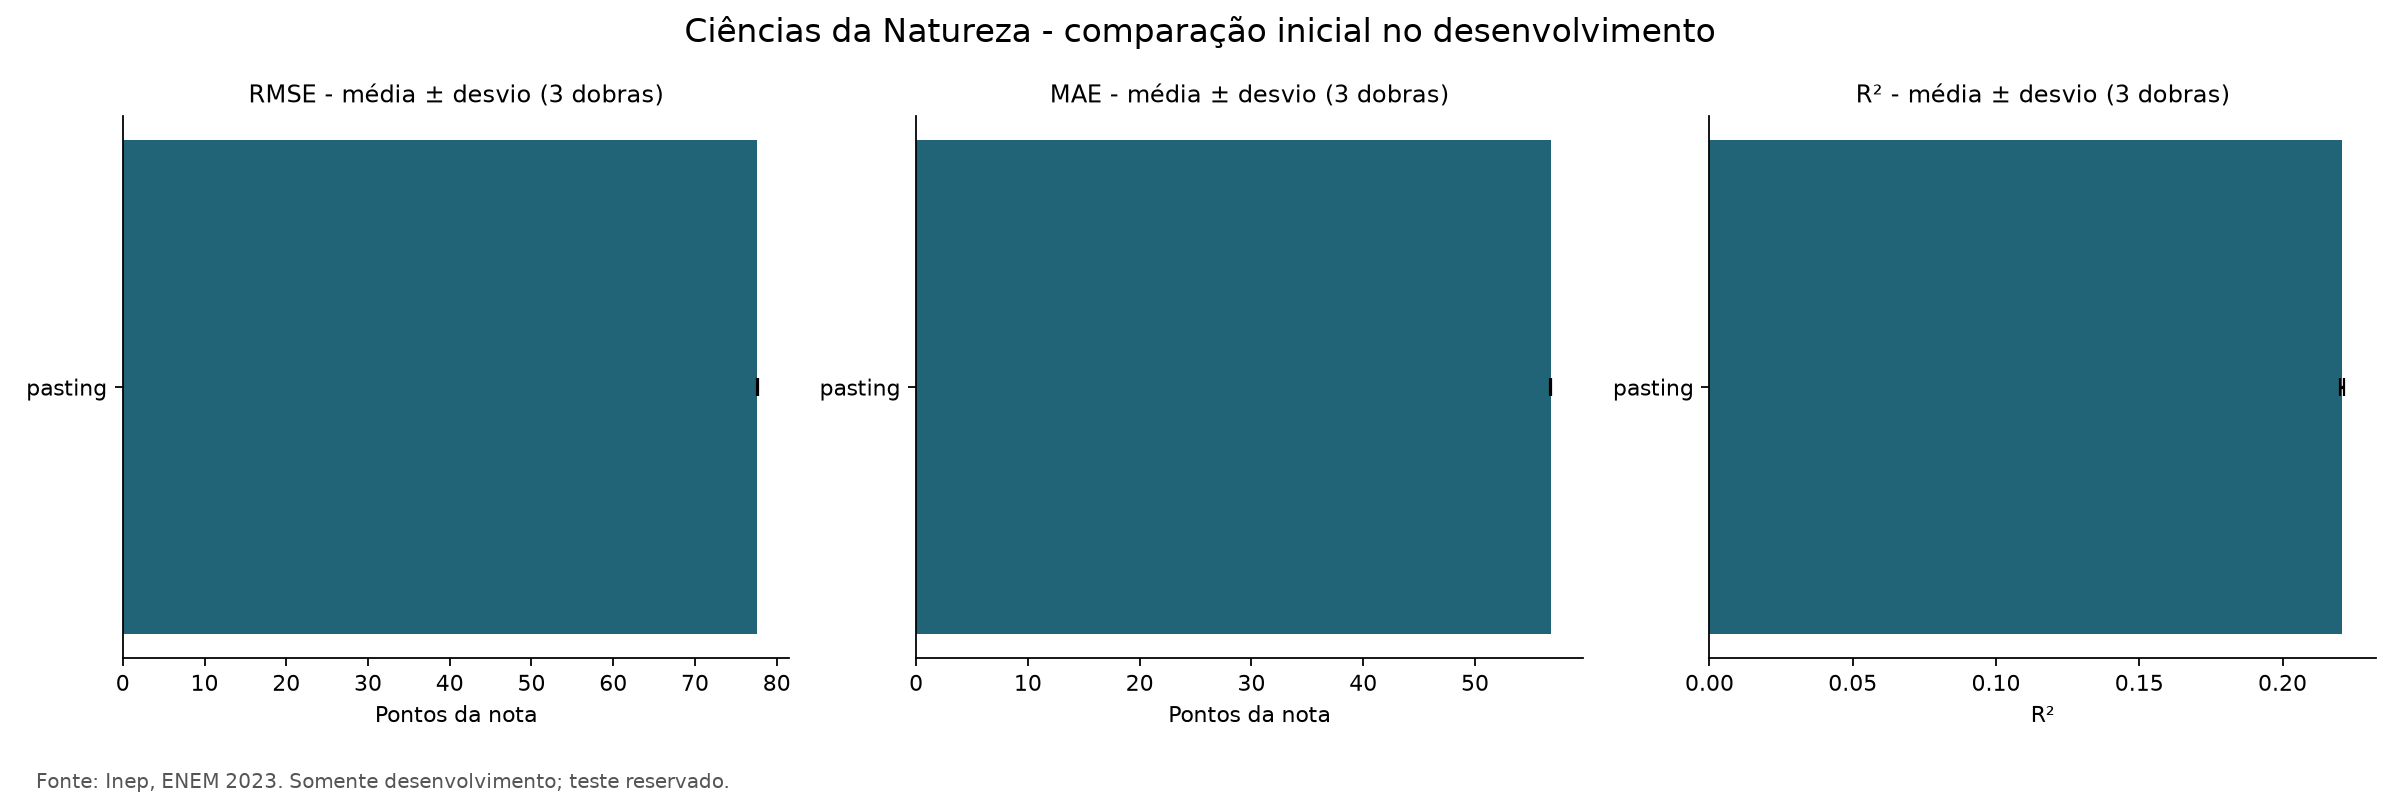 Ciências da Natureza - comparação inicial no desenvolvimento
RMSE - média ± desvio (3 dobras)
pasting
0 10 20 30 40 50 60 70 80
Pontos da nota
MAE - média ± desvio (3 dobras)
pasting
0 10 20 30 40 50
Pontos da nota
R² - média ± desvio (3 dobras)
pasting
0.00 0.05 0.10 0.15 0.20
R²
Fonte: Inep, ENEM 2023. Somente desenvolvimento; teste reservado.